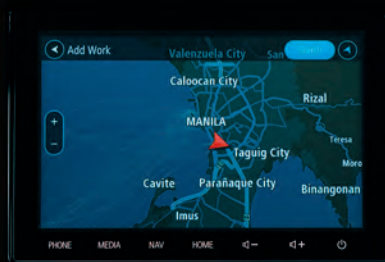 Add Work
Valenzuela City
San
Caloocan City
Rizal
MANILA
Teresa
Taguig City
Moro
Cavite
Parañaque City
Binangonan
Imus
+
−
PHONE MEDIA NAV HOME − +